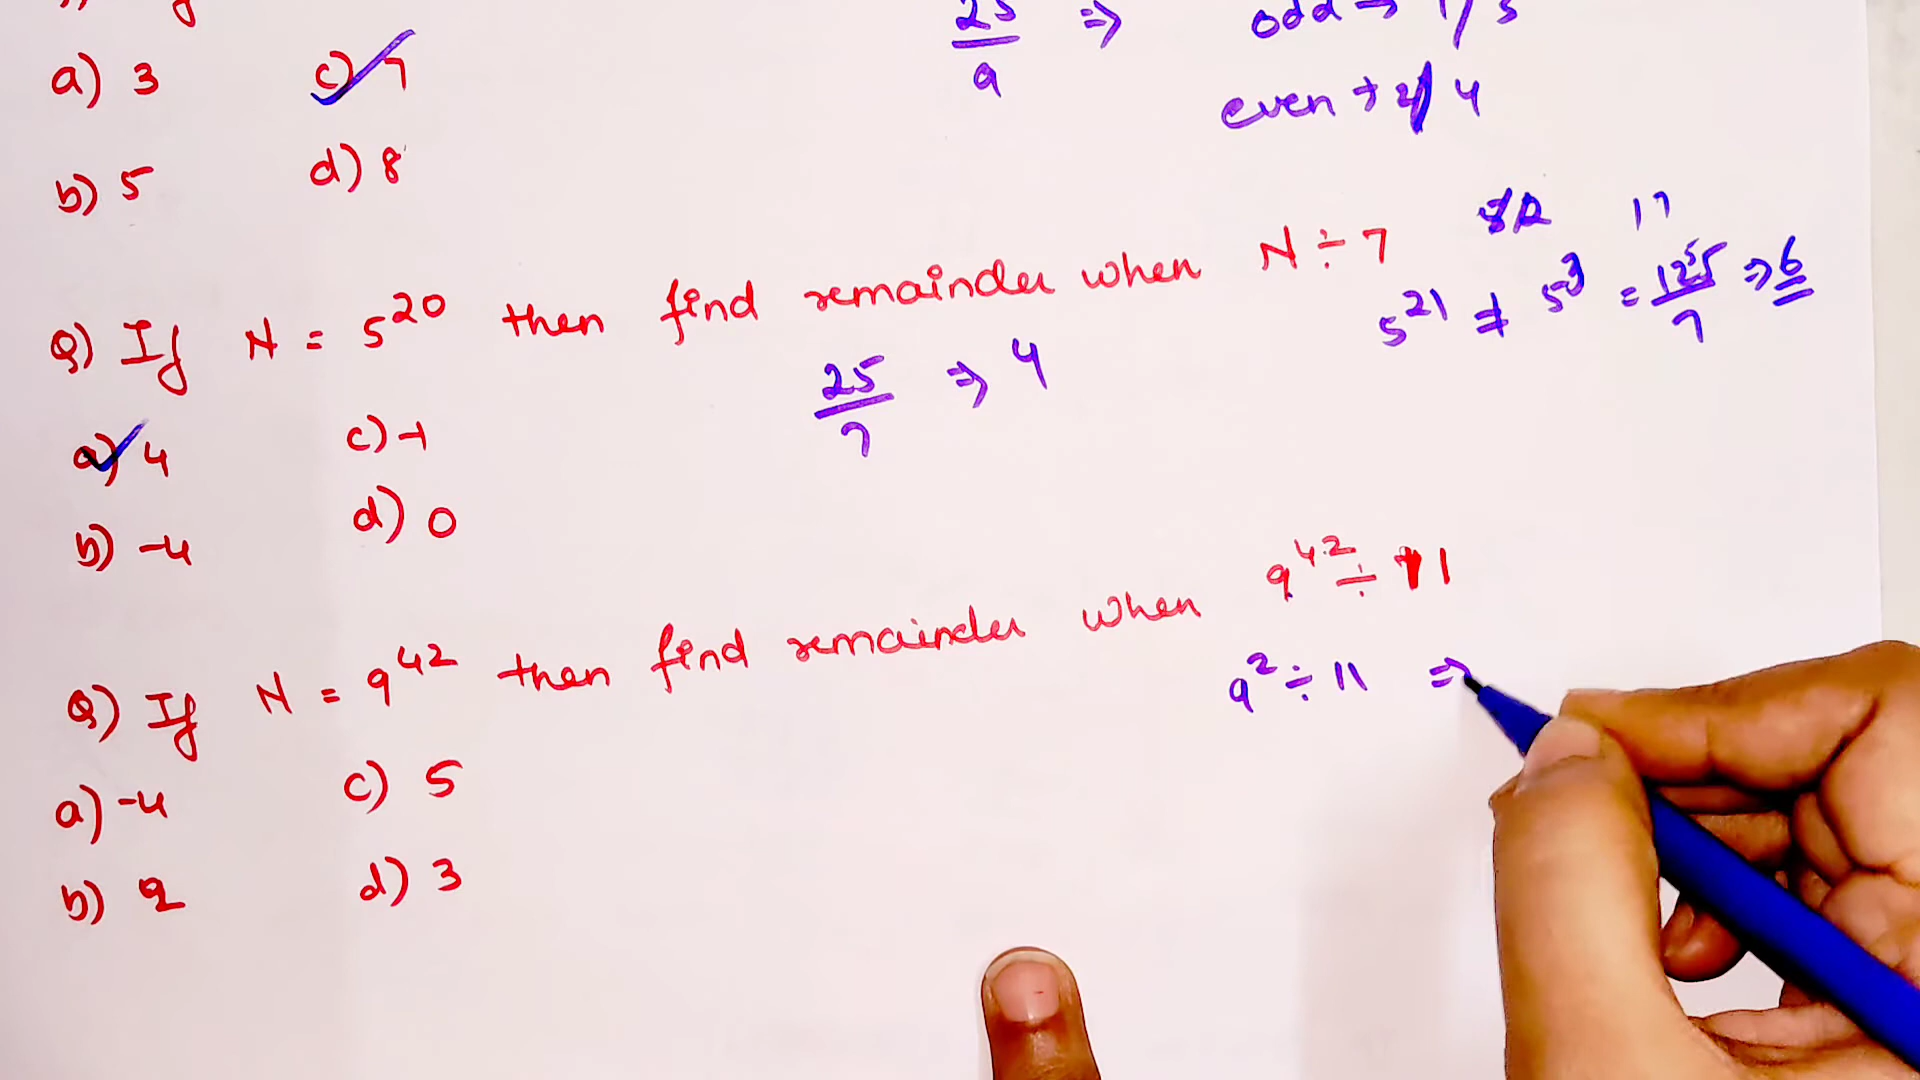 25 ⇒ odd → 1/3
9
a) 3 c) 7
even → 2/4
b) 5 d) 8
Q) If N = 5^20 then find remainder when N ÷ 7
5^21 ⇒ 5^3 = 125/7 ⇒ 6
25/7 ⇒ 4
a) 4 c) -1
b) -4 d) 0
9^42 ÷ 11
Q) If N = 9^42 then find remainder when
9^2 ÷ 11 ⇒
a) -4 c) 5
b) 9 d) 3